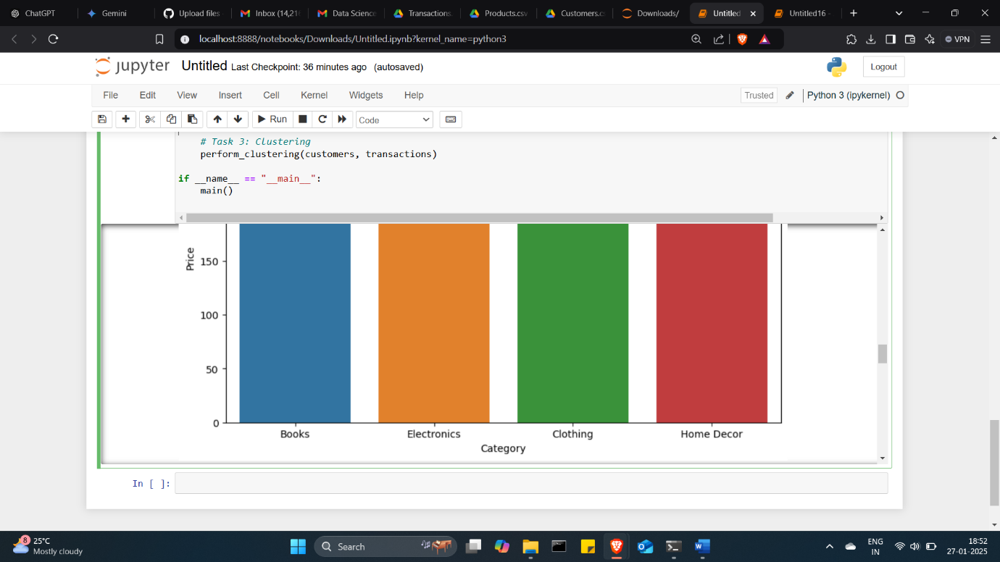 ChatGPT
Gemini
Upload files
Inbox (14,21
Data Science
Transactions.
Products.csv
Customers.c
Downloads/
Untitled
Untitled16 -
localhost:8888/notebooks/Downloads/Untitled.ipynb?kernel_name=python3
VPN
jupyter Untitled Last Checkpoint: 36 minutes ago (autosaved)
Logout
File Edit View Insert Cell Kernel Widgets Help
Trusted
Python 3 (ipykernel)
Run
Code
# Task 3: Clustering
perform_clustering(customers, transactions)
if __name__ == "__main__":
main()
Price
150
100
50
0
Books Electronics Clothing Home Decor
Category
In [ ]:
8
25°C
Mostly cloudy
Search
ENG
IN
18:52
27-01-2025